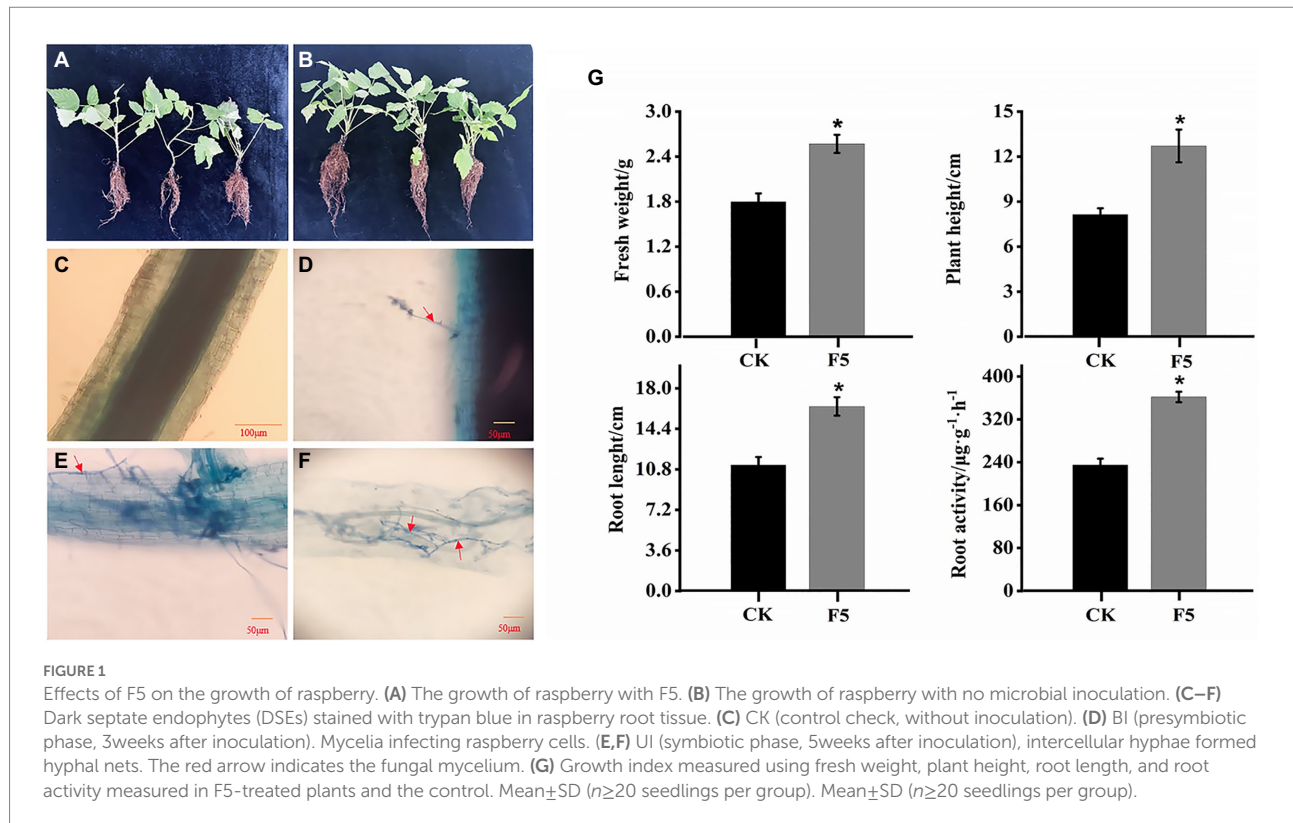 A
B
C
100μm
D
50μm
E
50μm
F
50μm
G
Fresh weight/g
3.0
2.4
1.8
1.2
0.6
0.0
*
CK
F5
Plant height/cm
15
12
9
6
3
0
*
CK
F5
Root lenght/cm
18.0
14.4
10.8
7.2
3.6
0.0
*
CK
F5
Root activity/μg·g⁻¹·h⁻¹
400
360
240
160
80
0
*
CK
F5
FIGURE 1
Effects of F5 on the growth of raspberry. (A) The growth of raspberry with F5. (B) The growth of raspberry with no microbial inoculation. (C–F)
Dark septate endophytes (DSEs) stained with trypan blue in raspberry root tissue. (C) CK (control check, without inoculation). (D) BI (presymbiotic
phase, 3weeks after inoculation). Mycelia infecting raspberry cells. (E,F) UI (symbiotic phase, 5weeks after inoculation), intercellular hyphae formed
hyphal nets. The red arrow indicates the fungal mycelium. (G) Growth index measured using fresh weight, plant height, root length, and root
activity measured in F5-treated plants and the control. Mean±SD (n≥20 seedlings per group). Mean±SD (n≥20 seedlings per group).